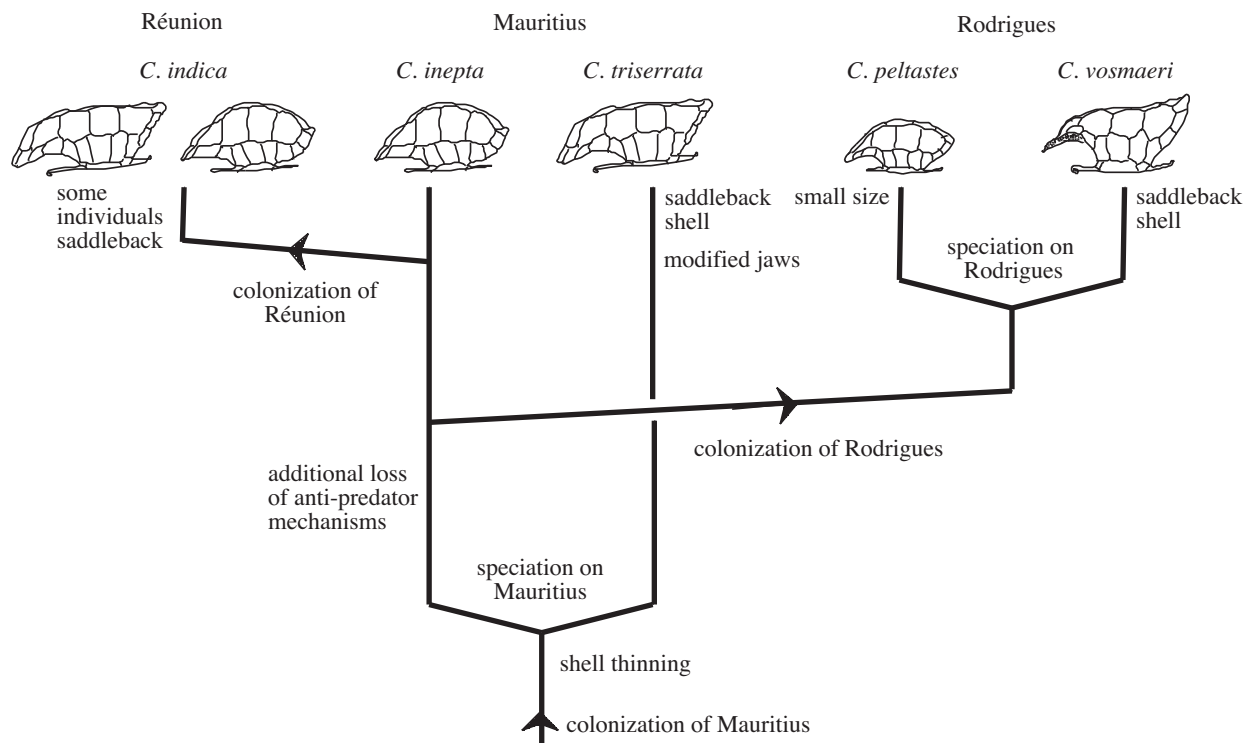 Réunion
Mauritius
Rodrigues
C. indica
C. inepta
C. triserrata
C. peltastes
C. vosmaeri
some
individuals
saddleback
saddleback
shell
modified jaws
small size
saddleback
shell
speciation on
Rodrigues
colonization of
Réunion
colonization of Rodrigues
additional loss
of anti-predator
mechanisms
speciation on
Mauritius
shell thinning
colonization of Mauritius